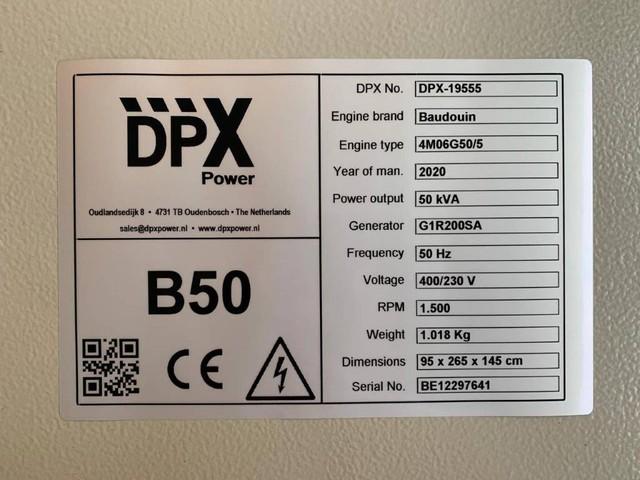 DPX
Power
Oudlandsedijk 8 • 4731 TB Oudenbosch • The Netherlands
sales@dpxpower.nl • www.dpxpower.nl
B50
CE
DPX No. DPX-19555
Engine brand Baudouin
Engine type 4M06G50/5
Year of man. 2020
Power output 50 kVA
Generator G1R200SA
Frequency 50 Hz
Voltage 400/230 V
RPM 1.500
Weight 1.018 Kg
Dimensions 95 x 265 x 145 cm
Serial No. BE12297641